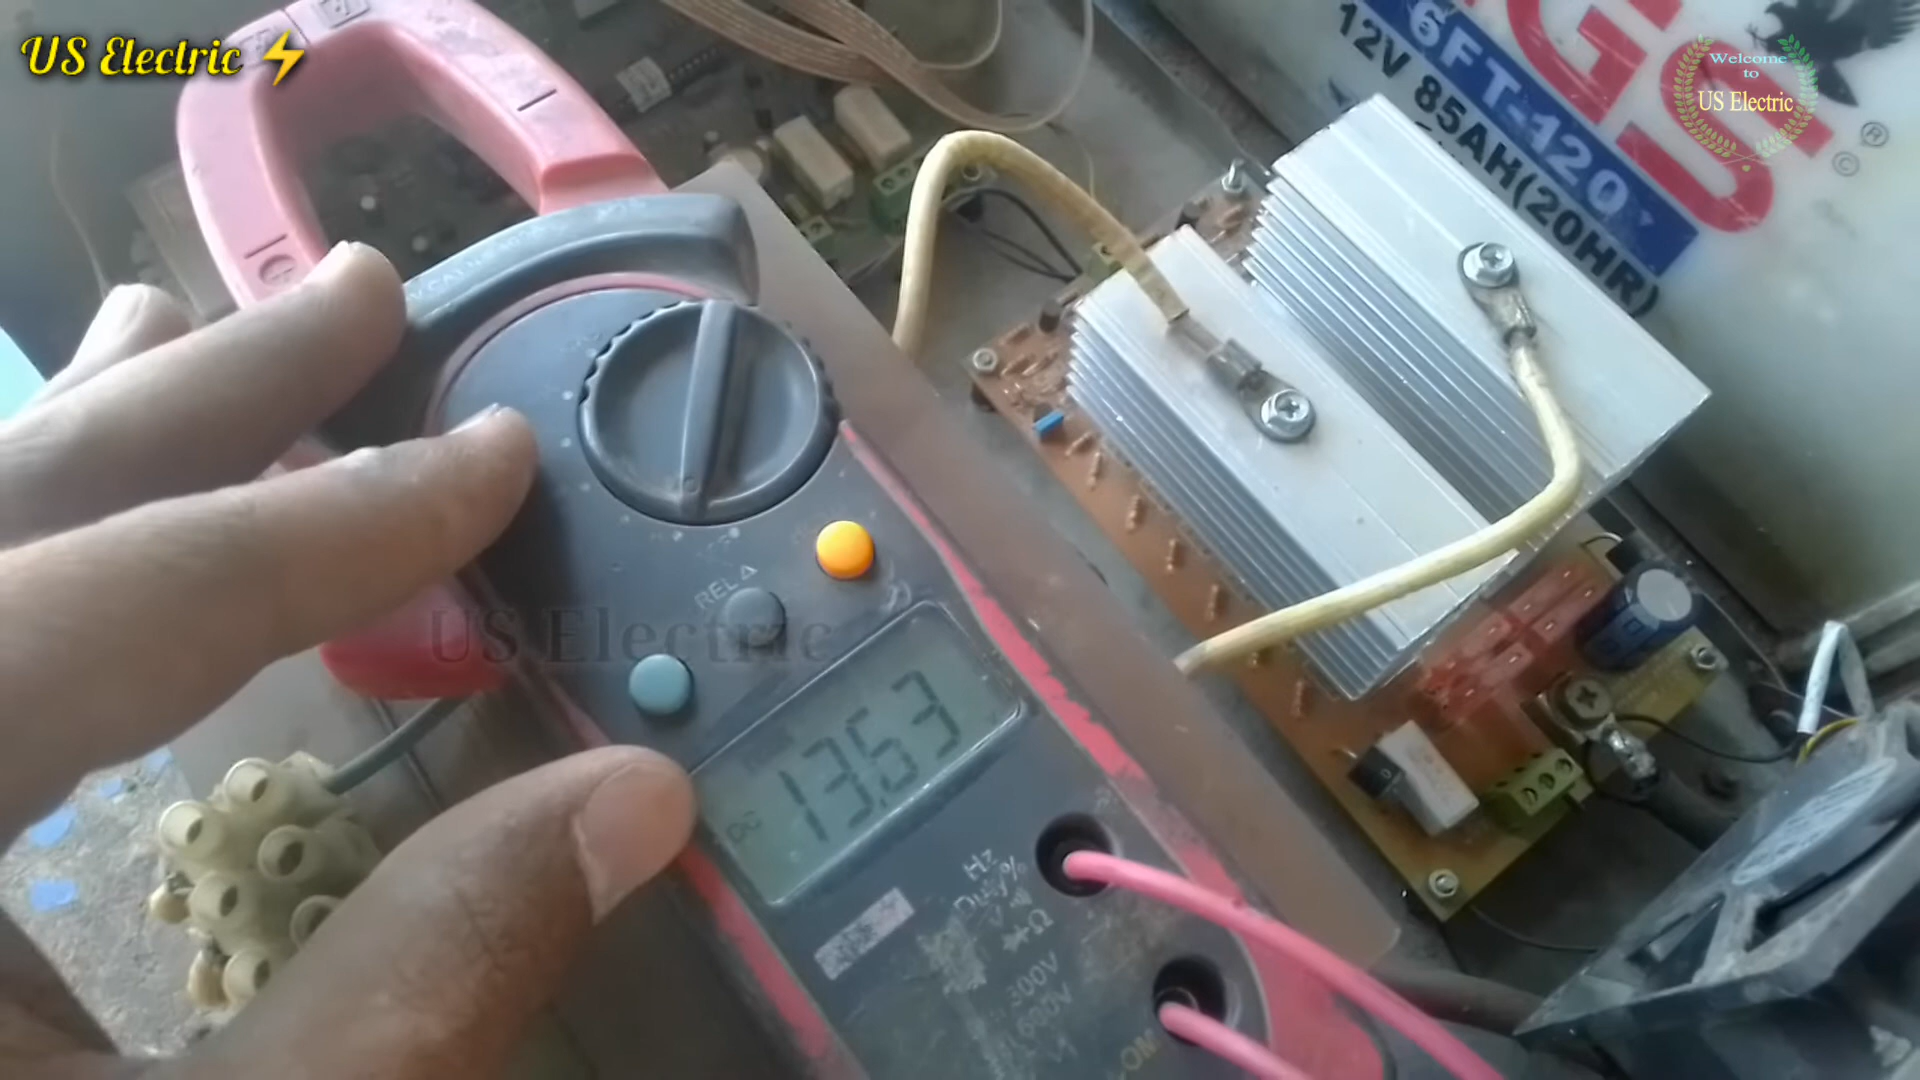 US Electric
Welcome
to
US Electric
GS
6FT-120
12V 85AH(20HR)
®
©
REL Δ
US Electric
DC 13.63
Hz
Duty%
Ω
300V
600V
COM